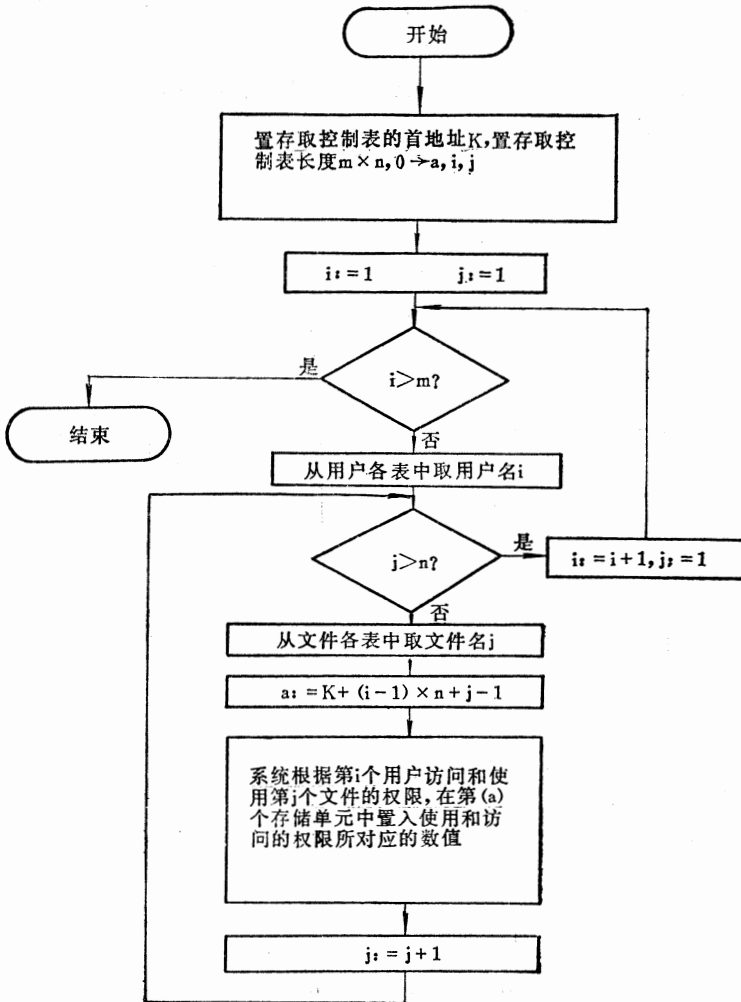 开始
置存取控制表的首地址K,置存取控
制表长度m×n,0→a,i,j
i:=1 j:=1
是
i>m?
结束
否
从用户各表中取用户名i
j>n?
是
i:=i+1,j:=1
否
从文件各表中取文件名j
a:=K+(i-1)×n+j-1
系统根据第i个用户访问和使
用第j个文件的权限,在第(a)
个存储单元中置入使用和访
问的权限所对应的数值
j:=j+1